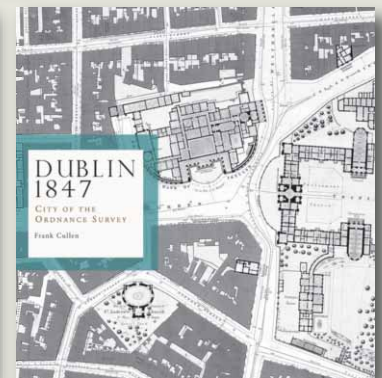 DUBLIN
1847
CITY OF THE
ORDNANCE SURVEY
Frank Cullen